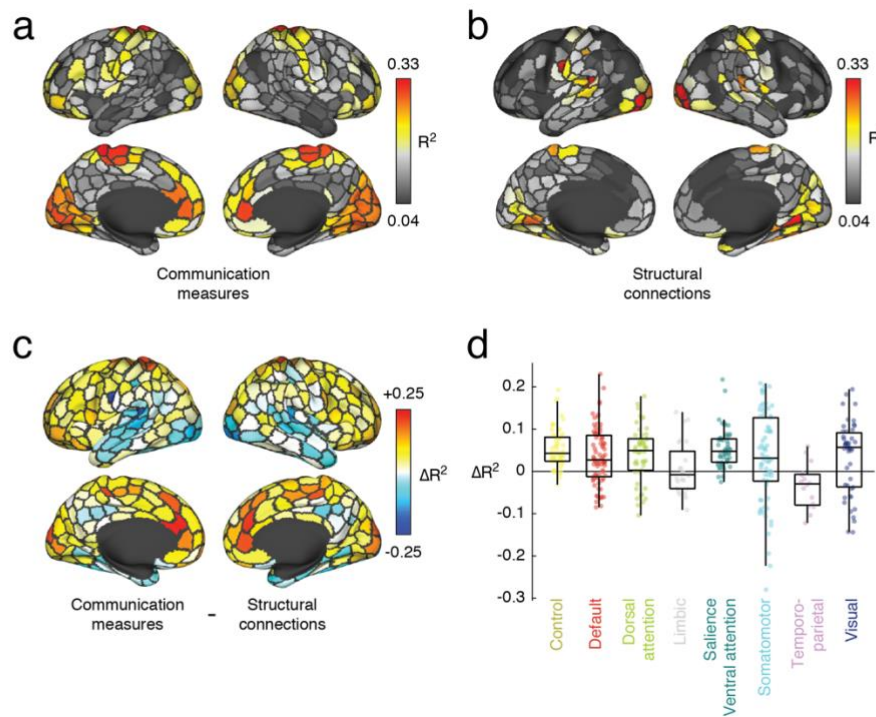 a
0.33
R²
0.04
Communication
measures
b
0.33
R
0.04
Structural
connections
c
+0.25
ΔR²
-0.25
Communication
measures
-
Structural
connections
d
0.2
0.1
ΔR²
0
-0.1
-0.2
-0.3
Control
Default
Dorsal
attention
Limbic
Salience
Ventral attention
Somatomotor
Temporo-
parietal
Visual